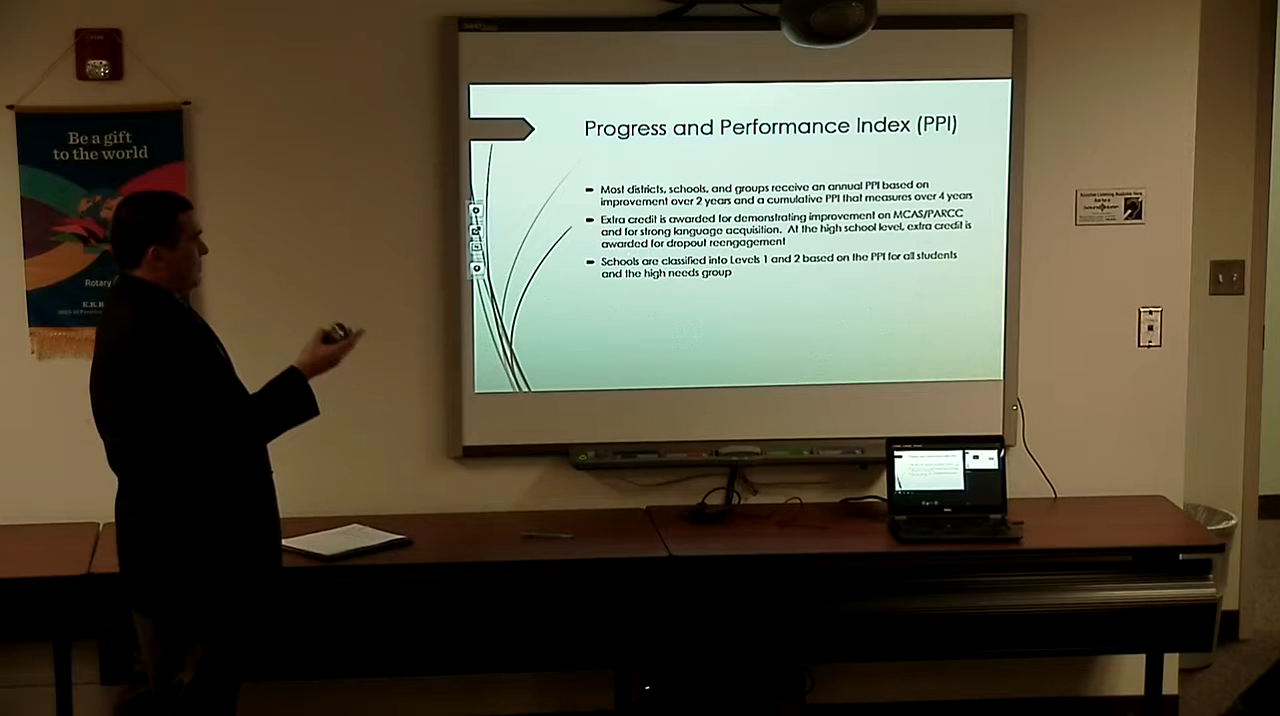 Be a gift
to the world
Rotary
Progress and Performance Index (PPI)
Most districts, schools, and groups receive an annual PPI based on
improvement over 2 years and a cumulative PPI that measures over 4 years
Extra credit is awarded for demonstrating improvement on MCAS/PARCC
and for strong language acquisition. At the high school level, extra credit is
awarded for dropout reengagement
Schools are classified into Levels 1 and 2 based on the PPI for all students
and the high needs group